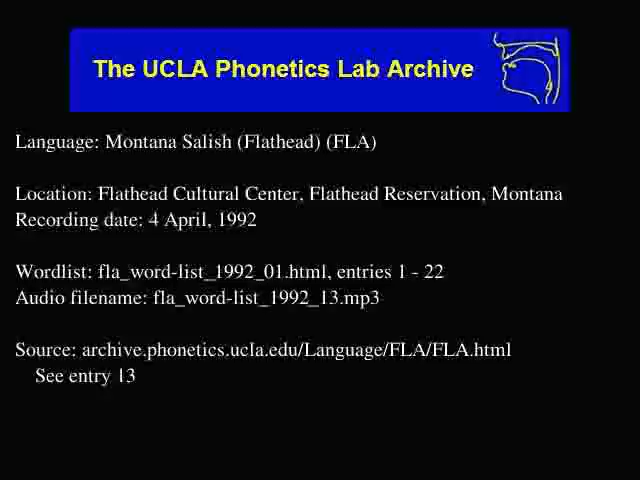 The UCLA Phonetics Lab Archive
Language: Montana Salish (Flathead) (FLA)
Location: Flathead Cultural Center, Flathead Reservation, Montana
Recording date: 4 April, 1992
Wordlist: fla_word-list_1992_01.html, entries 1 - 22
Audio filename: fla_word-list_1992_13.mp3
Source: archive.phonetics.ucla.edu/Language/FLA/FLA.html
See entry 13